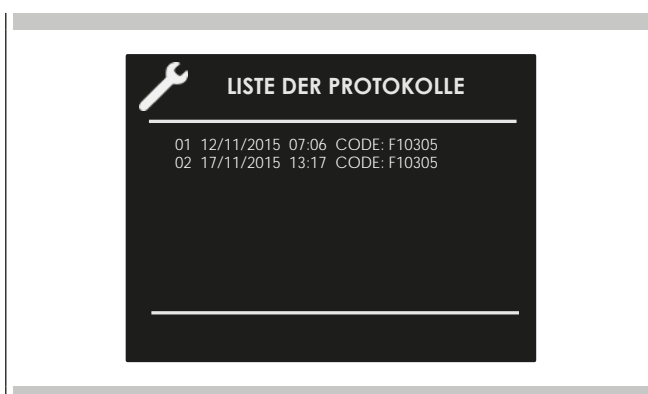 LISTE DER PROTOKOLLE
01 12/11/2015 07:06 CODE: F10305
02 17/11/2015 13:17 CODE: F10305